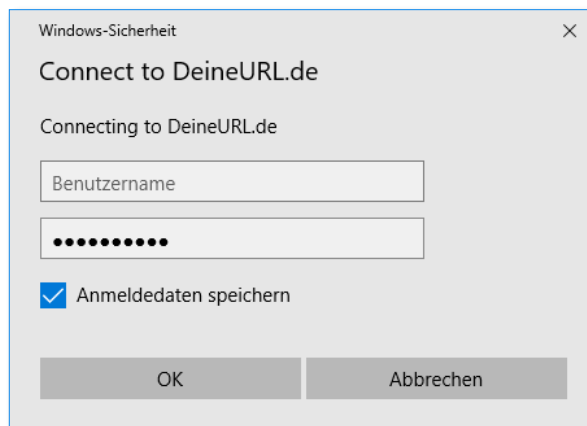 Windows-Sicherheit
Connect to DeineURL.de
Connecting to DeineURL.de
Benutzername
●●●●●●●●●●
Anmeldedaten speichern
OK
Abbrechen